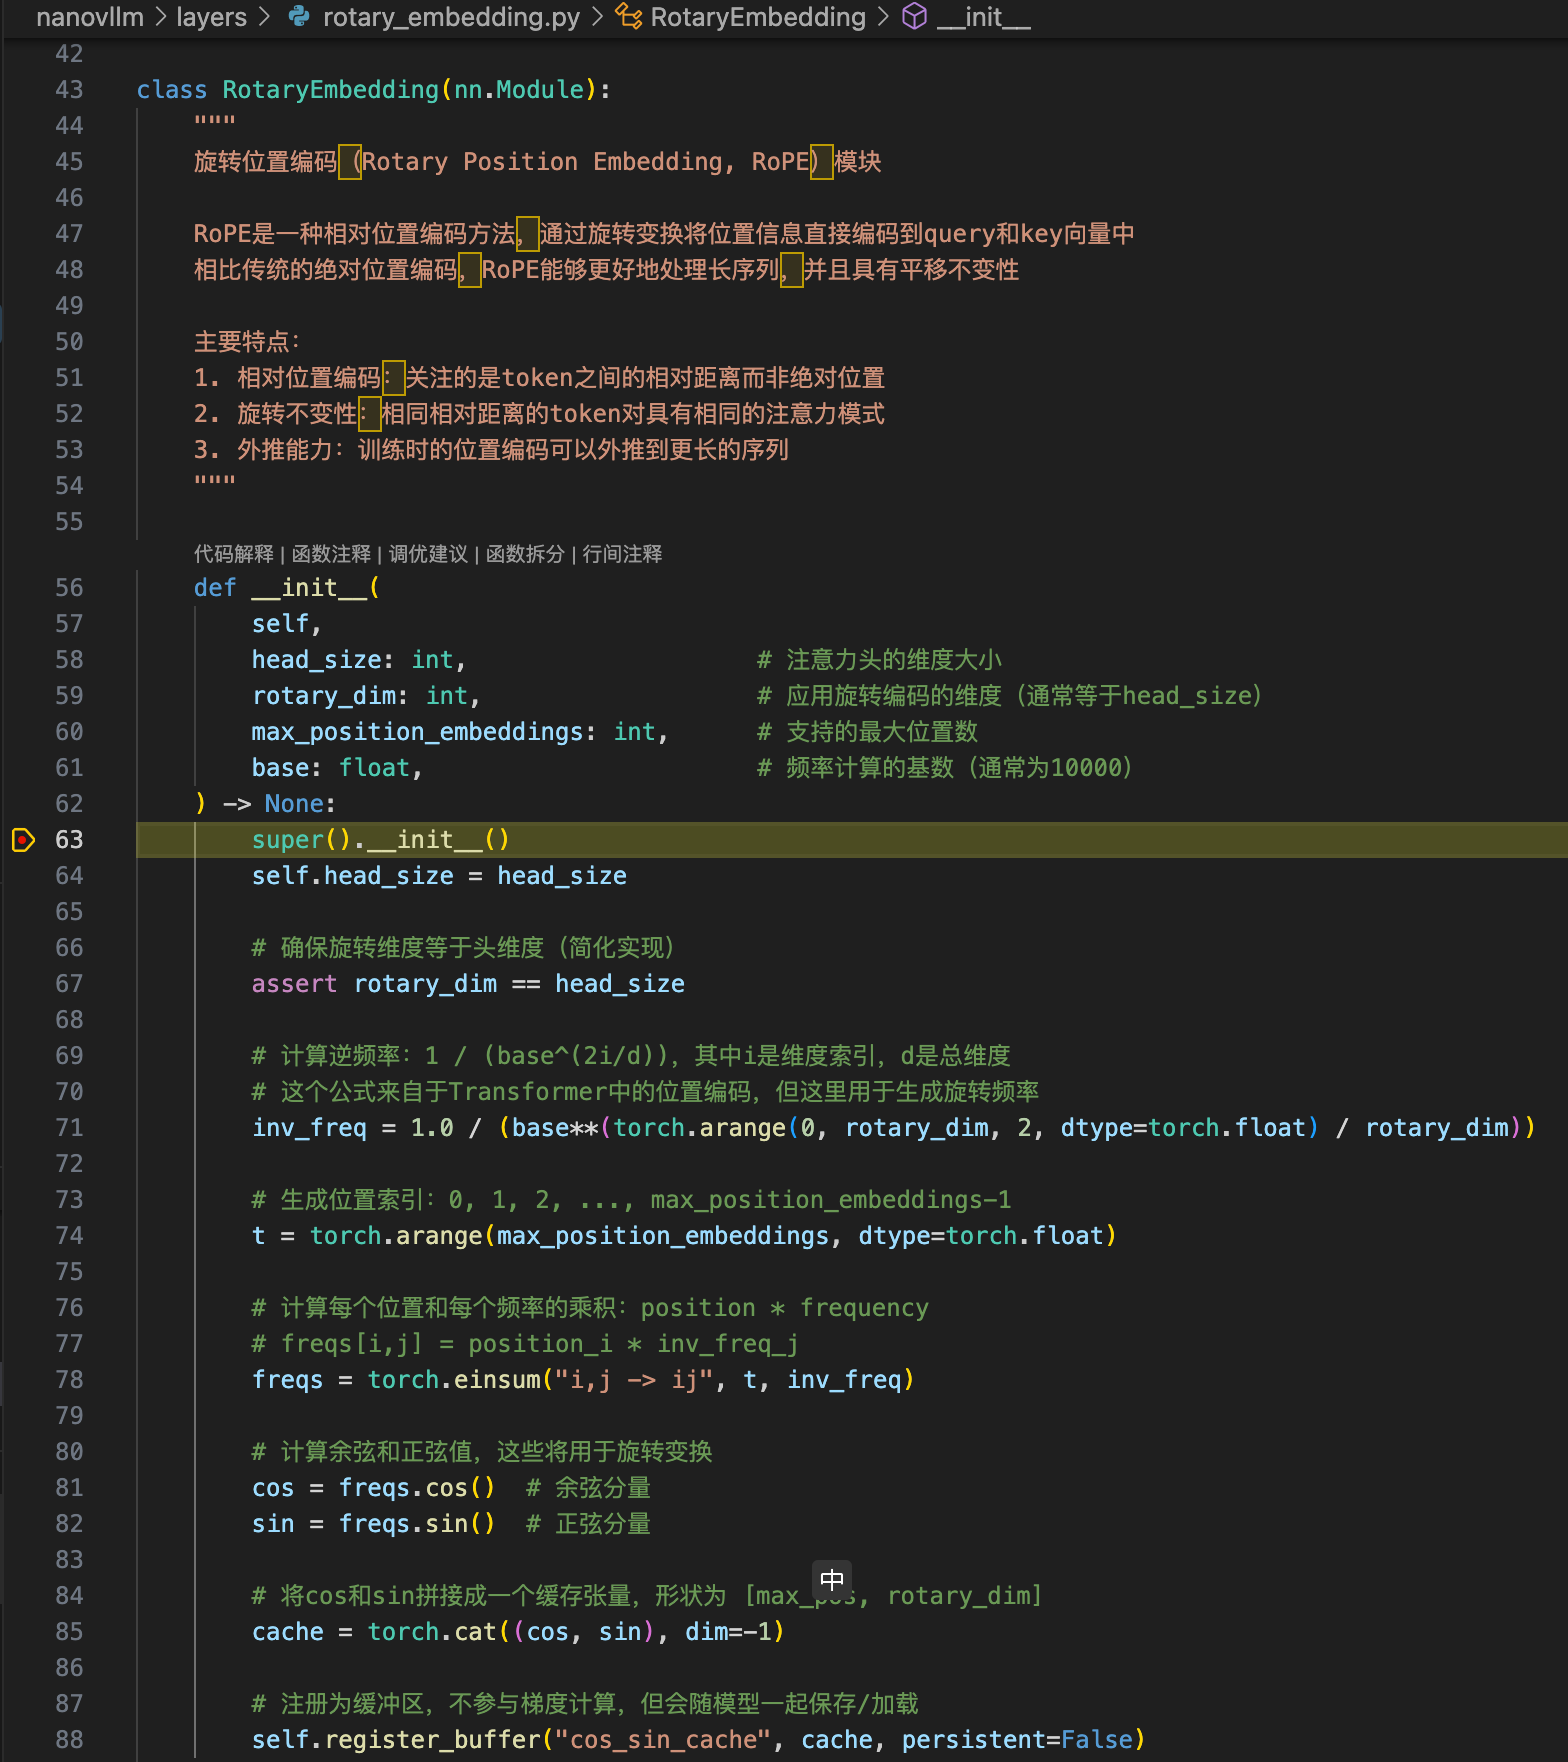 nanovllm > layers > rotary_embedding.py > RotaryEmbedding > __init__
42
43 class RotaryEmbedding(nn.Module):
44 """
45 旋转位置编码（Rotary Position Embedding, RoPE）模块
46
47 RoPE是一种相对位置编码方法，通过旋转变换将位置信息直接编码到query和key向量中
48 相比传统的绝对位置编码，RoPE能够更好地处理长序列，并且具有平移不变性
49
50 主要特点：
51 1. 相对位置编码：关注的是token之间的相对距离而非绝对位置
52 2. 旋转不变性：相同相对距离的token对具有相同的注意力模式
53 3. 外推能力：训练时的位置编码可以外推到更长的序列
54 """
55
代码解释 | 函数注释 | 调优建议 | 函数拆分 | 行间注释
56 def __init__(
57 self,
58 head_size: int, # 注意力头的维度大小
59 rotary_dim: int, # 应用旋转编码的维度（通常等于head_size）
60 max_position_embeddings: int, # 支持的最大位置数
61 base: float, # 频率计算的基数（通常为10000）
62 ) -> None:
63 super().__init__()
64 self.head_size = head_size
65
66 # 确保旋转维度等于头维度（简化实现）
67 assert rotary_dim == head_size
68
69 # 计算逆频率：1 / (base^(2i/d))，其中i是维度索引，d是总维度
70 # 这个公式来自于Transformer中的位置编码，但这里用于生成旋转频率
71 inv_freq = 1.0 / (base**(torch.arange(0, rotary_dim, 2, dtype=torch.float) / rotary_dim))
72
73 # 生成位置索引：0, 1, 2, ..., max_position_embeddings-1
74 t = torch.arange(max_position_embeddings, dtype=torch.float)
75
76 # 计算每个位置和每个频率的乘积：position * frequency
77 # freqs[i,j] = position_i * inv_freq_j
78 freqs = torch.einsum("i,j -> ij", t, inv_freq)
79
80 # 计算余弦和正弦值，这些将用于旋转变换
81 cos = freqs.cos() # 余弦分量
82 sin = freqs.sin() # 正弦分量
83
中
84 # 将cos和sin拼接成一个缓存张量，形状为 [max_pos, rotary_dim]
85 cache = torch.cat((cos, sin), dim=-1)
86
87 # 注册为缓冲区，不参与梯度计算，但会随模型一起保存/加载
88 self.register_buffer("cos_sin_cache", cache, persistent=False)